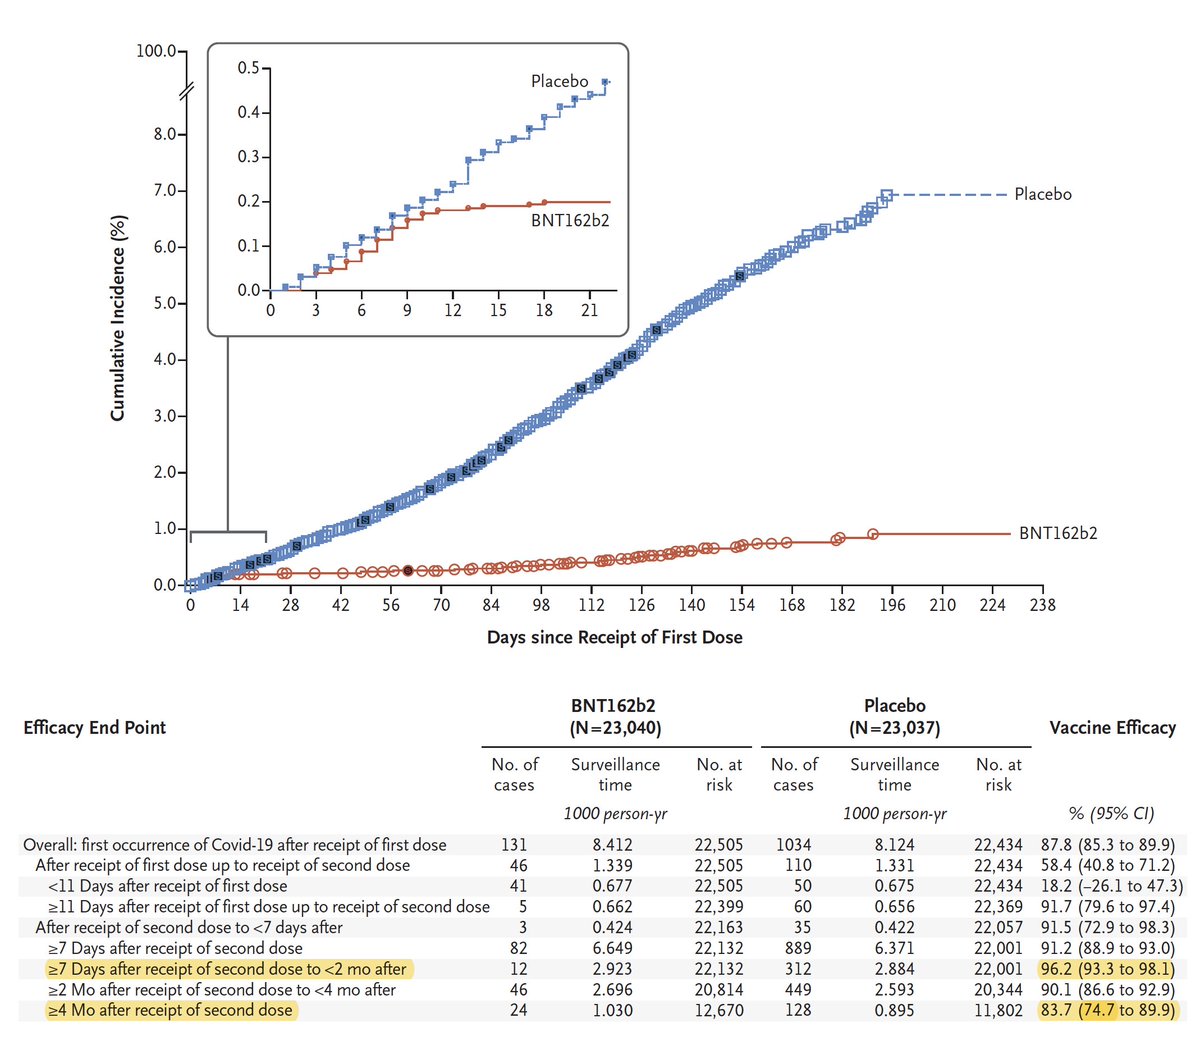 100.0
8.0
7.0
6.0
5.0
4.0
3.0
2.0
1.0
0.0
Cumulative Incidence (%)
0.5
0.4
0.3
0.2
0.1
0.0
Placebo
BNT162b2
0 3 6 9 12 15 18 21
Placebo
BNT162b2
0 14 28 42 56 70 84 98 112 126 140 154 168 182 196 210 224 238
Days since Receipt of First Dose
Efficacy End Point
BNT162b2
(N=23,040)
Placebo
(N=23,037)
Vaccine Efficacy
No. of cases Surveillance time No. at risk No. of cases Surveillance time No. at risk
1000 person-yr 1000 person-yr % (95% CI)
Overall: first occurrence of Covid-19 after receipt of first dose 131 8.412 22,505 1034 8.124 22,434 87.8 (85.3 to 89.9)
After receipt of first dose up to receipt of second dose 46 1.339 22,505 110 1.331 22,434 58.4 (40.8 to 71.2)
<11 Days after receipt of first dose 41 0.677 22,505 50 0.675 22,434 18.2 (–26.1 to 47.3)
≥11 Days after receipt of first dose up to receipt of second dose 5 0.662 22,399 60 0.656 22,369 91.7 (79.6 to 97.4)
After receipt of second dose to <7 days after 3 0.424 22,163 35 0.422 22,057 91.5 (72.9 to 98.3)
≥7 Days after receipt of second dose 82 6.649 22,132 889 6.371 22,001 91.2 (88.9 to 93.0)
≥7 Days after receipt of second dose to <2 mo after 12 2.923 22,132 312 2.884 22,001 96.2 (93.3 to 98.1)
≥2 Mo after receipt of second dose to <4 mo after 46 2.696 20,814 449 2.593 20,344 90.1 (86.6 to 92.9)
≥4 Mo after receipt of second dose 24 1.030 12,670 128 0.895 11,802 83.7 (74.7 to 89.9)